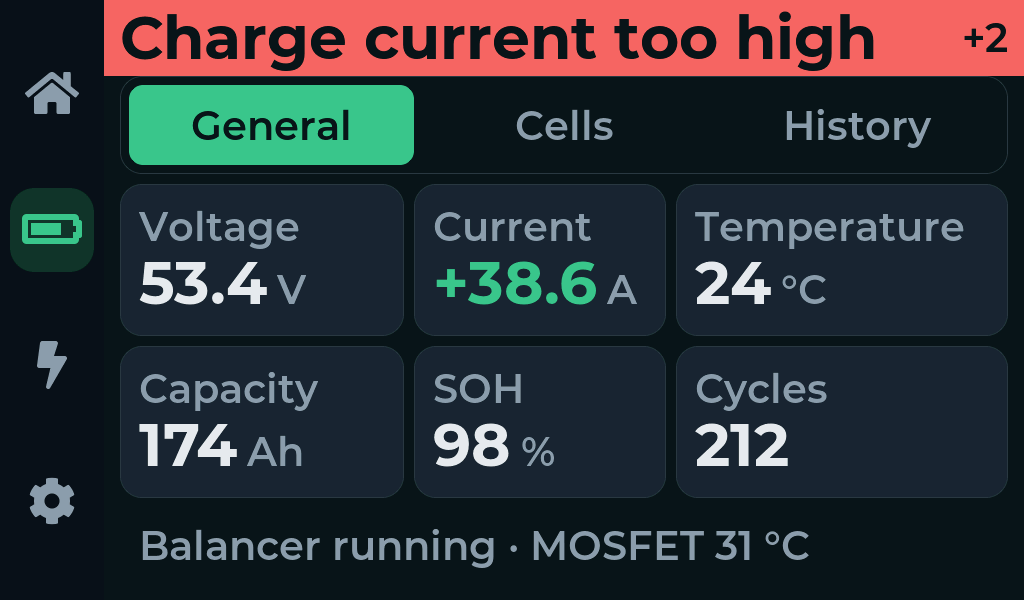 Charge current too high +2
General Cells History
Voltage Current Temperature
53.4 V +38.6 A 24 °C
Capacity SOH Cycles
174 Ah 98 % 212
Balancer running · MOSFET 31 °C